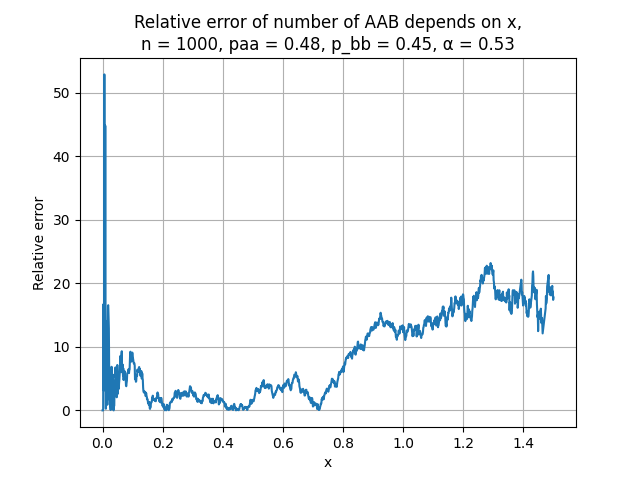 Relative error of number of AAB depends on x,
n = 1000, paa = 0.48, p_bb = 0.45, α = 0.53
50
40
30
20
10
0
Relative error
0.0 0.2 0.4 0.6 0.8 1.0 1.2 1.4
x